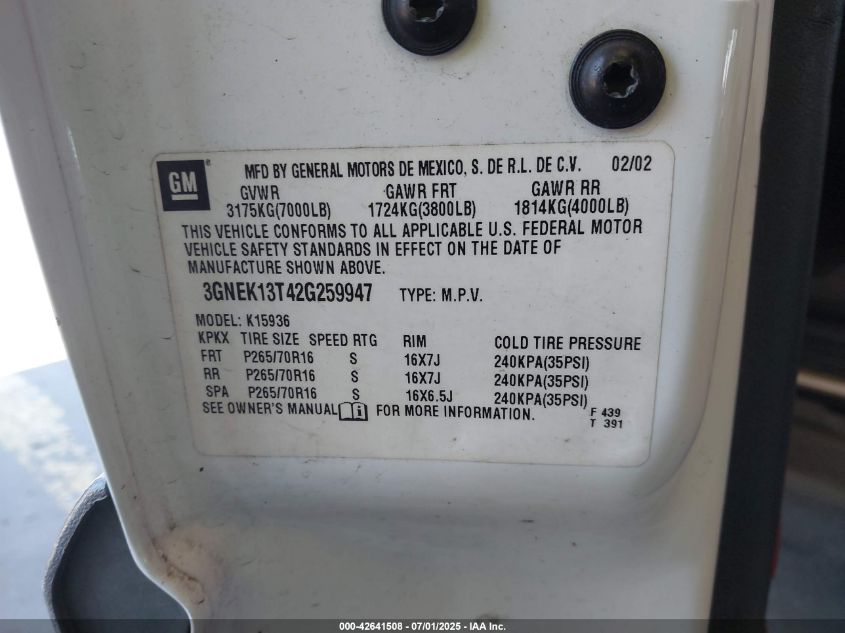 GM MFD BY GENERAL MOTORS DE MEXICO, S. DE R.L. DE C.V. 02/02
GVWR GAWR FRT GAWR RR
3175KG(7000LB) 1724KG(3800LB) 1814KG(4000LB)
THIS VEHICLE CONFORMS TO ALL APPLICABLE U.S. FEDERAL MOTOR
VEHICLE SAFETY STANDARDS IN EFFECT ON THE DATE OF
MANUFACTURE SHOWN ABOVE.
3GNEK13T42G259947 TYPE: M.P.V.
MODEL: K15936
KPKX TIRE SIZE SPEED RTG RIM COLD TIRE PRESSURE
FRT P265/70R16 S 16X7J 240KPA(35PSI)
RR P265/70R16 S 16X7J 240KPA(35PSI)
SPA P265/70R16 S 16X6.5J 240KPA(35PSI)
SEE OWNER'S MANUAL FOR MORE INFORMATION. F 439
T 391
000-42641508 | 07/01/2025 | IAA Inc.